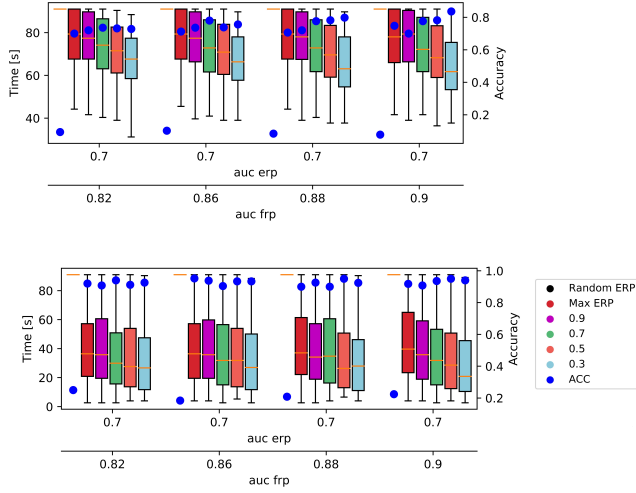 80
60
40
Time [s]
0.8
0.6
0.4
0.2
Accuracy
0.7 0.7 0.7 0.7
auc erp
0.82 0.86 0.88 0.9
auc frp
80
60
40
20
0
Time [s]
1.0
0.8
0.6
0.4
0.2
Accuracy
0.7 0.7 0.7 0.7
auc erp
0.82 0.86 0.88 0.9
auc frp
Random ERP
Max ERP
0.9
0.7
0.5
0.3
ACC